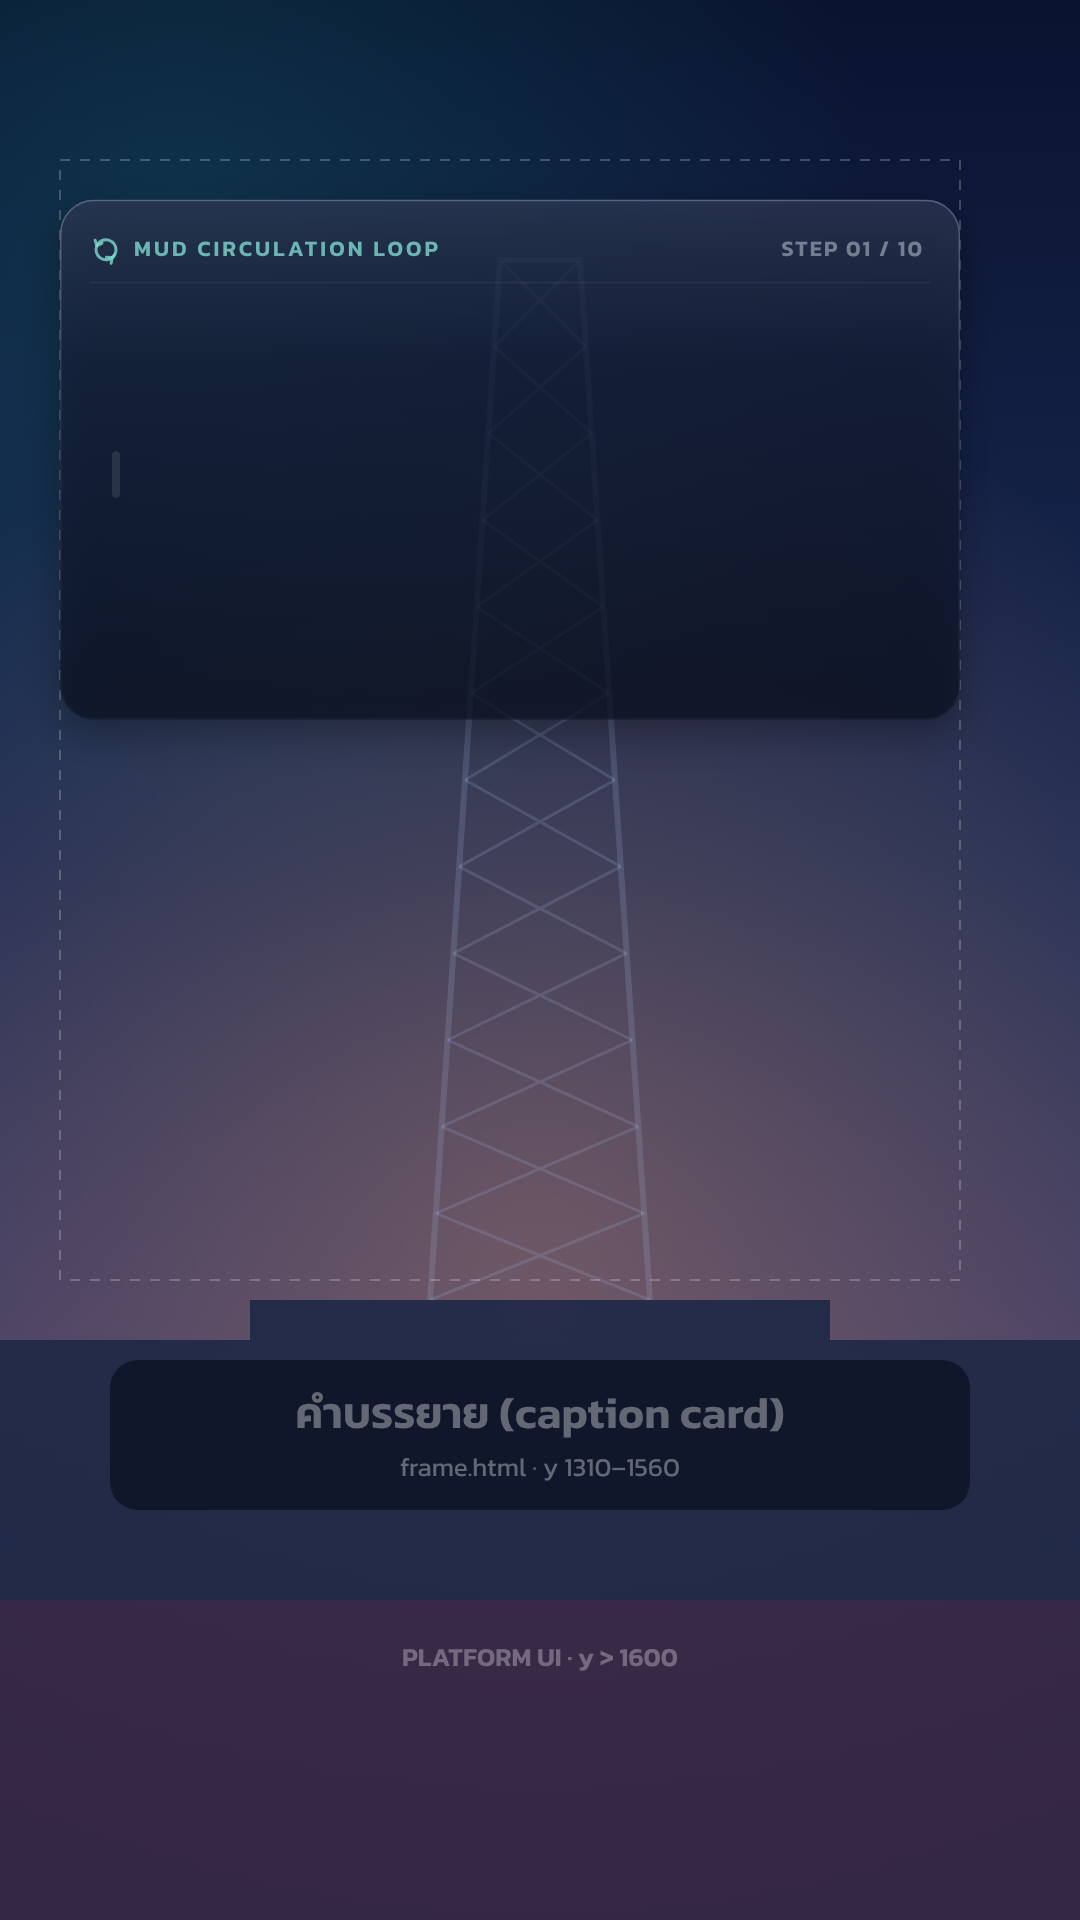 MUD CIRCULATION LOOP
STEP 01 / 10
คำบรรยาย (caption card)
frame.html · y 1310–1560
PLATFORM UI · y > 1600